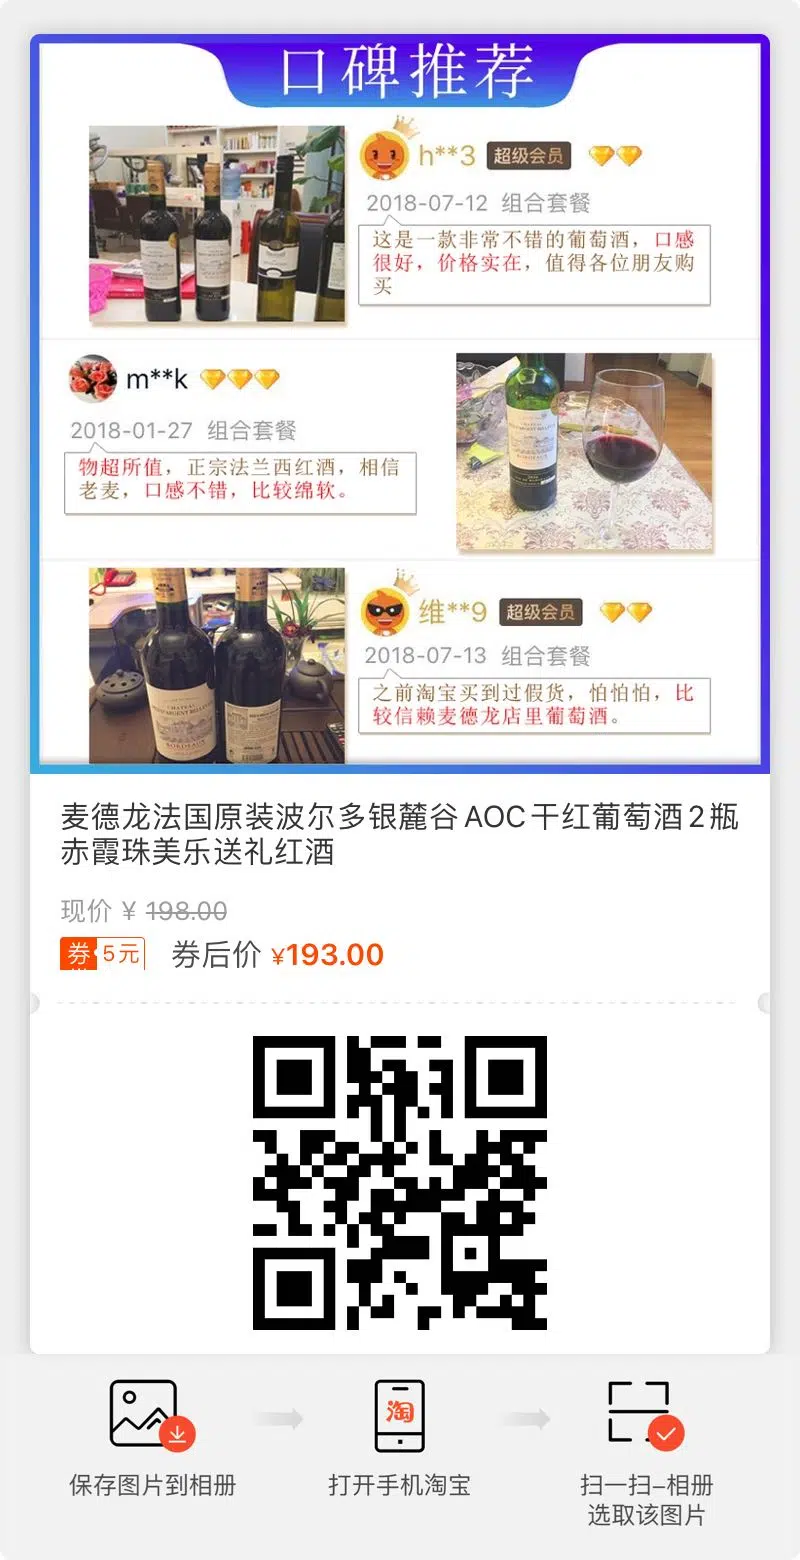 口碑推荐
h**3 超级会员
2018-07-12 组合套餐
这是一款非常不错的葡萄酒，口感
很好，价格实在，值得各位朋友购
买
m**k
2018-01-27 组合套餐
物超所值，正宗法兰西红酒，相信
老麦，口感不错，比较绵软。
维**9 超级会员
2018-07-13 组合套餐
之前淘宝买到过假货，怕怕怕，比
较信赖麦德龙店里葡萄酒。
BORDEAUX
麦德龙法国原装波尔多银麓谷AOC干红葡萄酒2瓶
赤霞珠美乐送礼红酒
现价 ¥ 198.00
券 5元 券后价 ¥193.00
淘
保存图片到相册
打开手机淘宝
扫一扫-相册
选取该图片